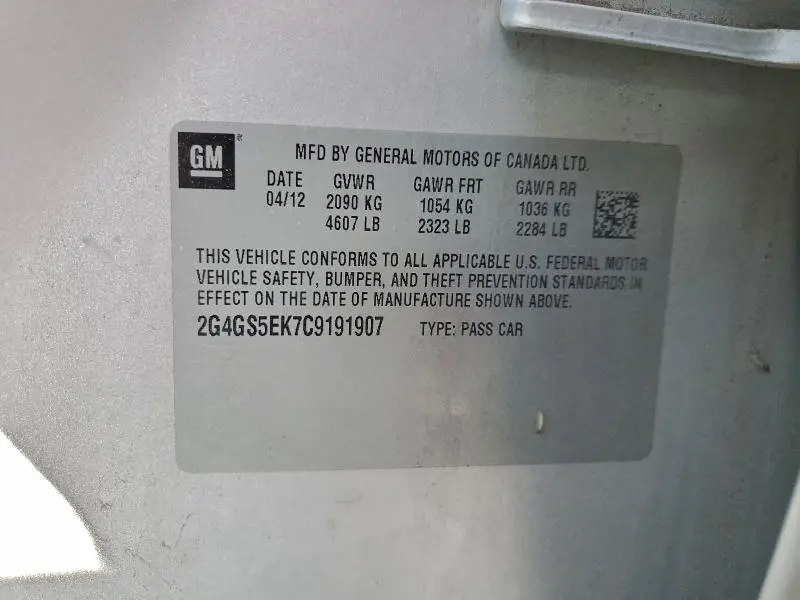 GM ®
MFD BY GENERAL MOTORS OF CANADA LTD.
DATE GVWR GAWR FRT GAWR RR
04/12 2090 KG 1054 KG 1036 KG
4607 LB 2323 LB 2284 LB
THIS VEHICLE CONFORMS TO ALL APPLICABLE U.S. FEDERAL MOTOR
VEHICLE SAFETY, BUMPER, AND THEFT PREVENTION STANDARDS IN
EFFECT ON THE DATE OF MANUFACTURE SHOWN ABOVE.
2G4GS5EK7C9191907 TYPE: PASS CAR